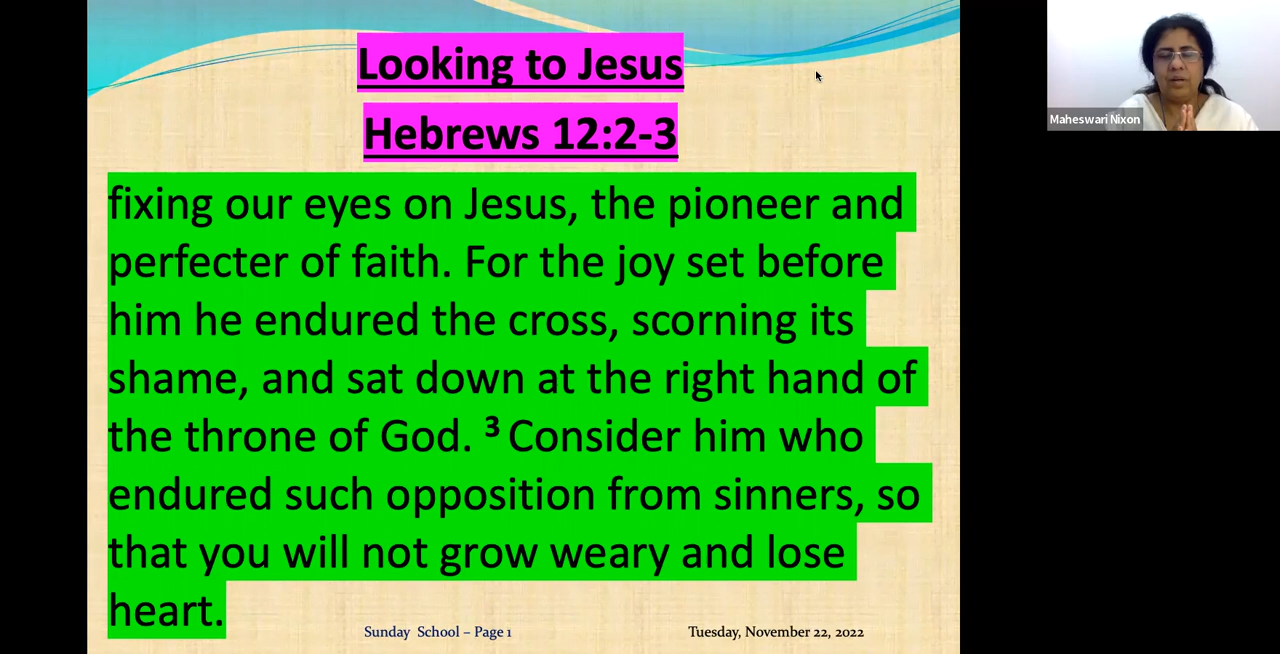 Looking to Jesus
Hebrews 12:2-3
fixing our eyes on Jesus, the pioneer and
perfecter of faith. For the joy set before
him he endured the cross, scorning its
shame, and sat down at the right hand of
the throne of God. ³ Consider him who
endured such opposition from sinners, so
that you will not grow weary and lose
heart.
Sunday School – Page 1
Tuesday, November 22, 2022
Maheswari Nixon